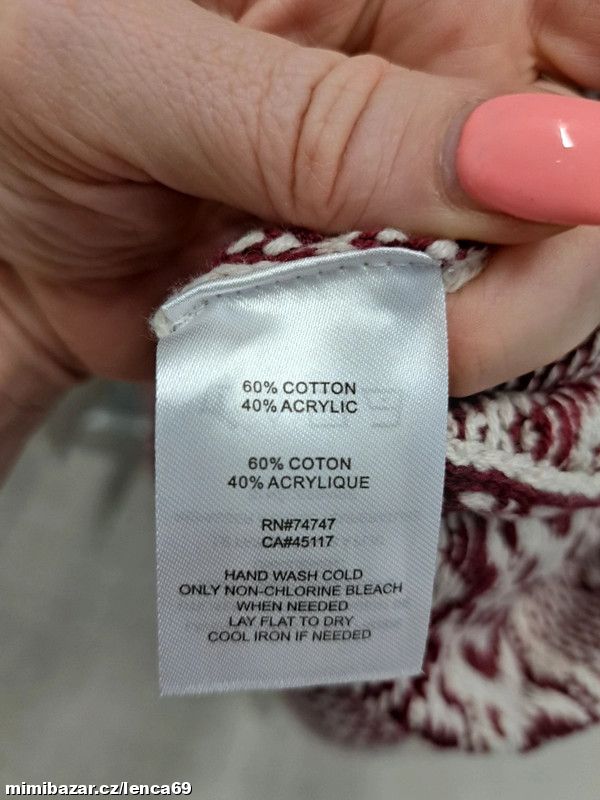 60% COTTON
40% ACRYLIC
60% COTON
40% ACRYLIQUE
RN#74747
CA#45117
HAND WASH COLD
ONLY NON-CHLORINE BLEACH
WHEN NEEDED
LAY FLAT TO DRY
COOL IRON IF NEEDED
mimibazar.cz/lenca69